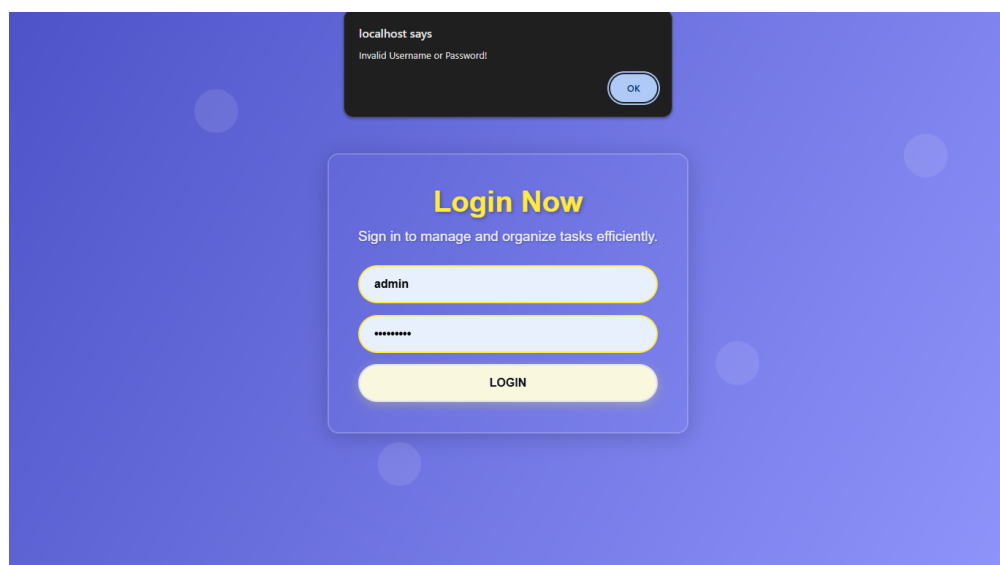 localhost says
Invalid Username or Password!
OK
Login Now
Sign in to manage and organize tasks efficiently.
admin
•••••••••
LOGIN